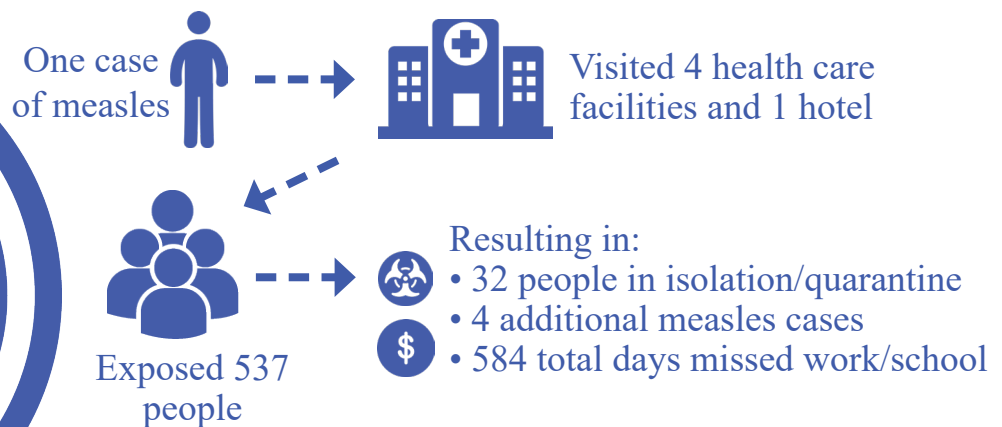 One case
of measles
Visited 4 health care
facilities and 1 hotel
Exposed 537
people
Resulting in:
• 32 people in isolation/quarantine
• 4 additional measles cases
$
• 584 total days missed work/school